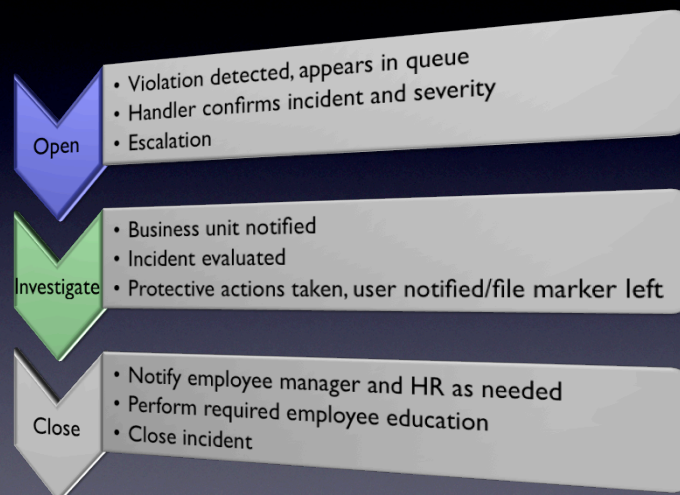 Open
• Violation detected, appears in queue
• Handler confirms incident and severity
• Escalation
Investigate
• Business unit notified
• Incident evaluated
• Protective actions taken, user notified/file marker left
Close
• Notify employee manager and HR as needed
• Perform required employee education
• Close incident